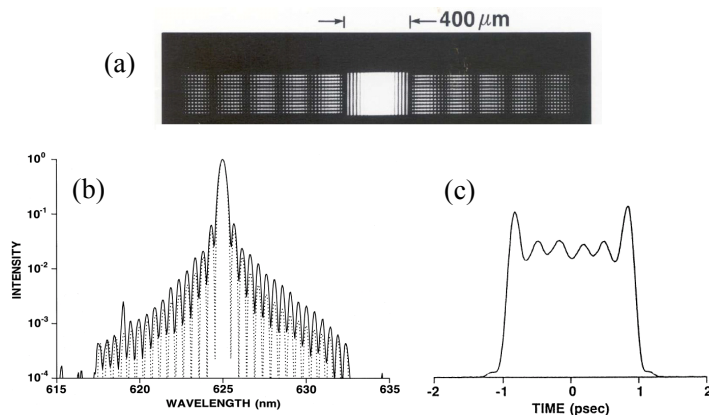 400 μm
(a)
(b)
(c)
10⁰
10⁻¹
10⁻²
10⁻³
10⁻⁴
INTENSITY
615
620
625
630
635
WAVELENGTH (nm)
-2
-1
0
1
2
TIME (psec)